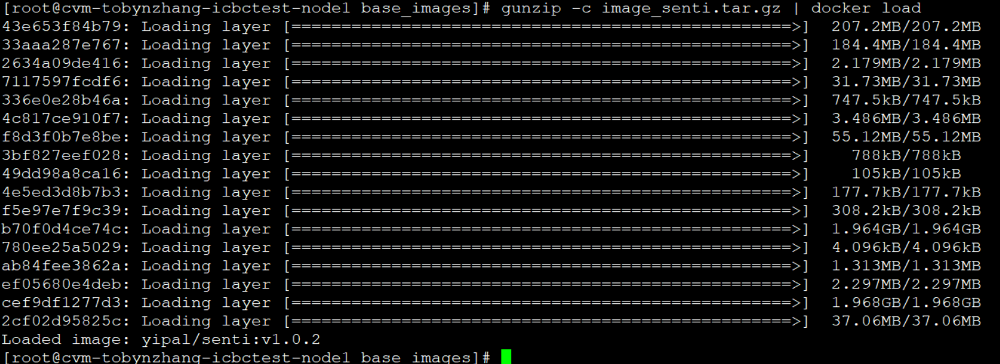 [root@cvm-tobynzhang-icbctest-node1 base_images]# gunzip -c image_senti.tar.gz | docker load
43e653f84b79: Loading layer [==================================================>]  207.2MB/207.2MB
33aaa287e767: Loading layer [==================================================>]  184.4MB/184.4MB
2634a09de416: Loading layer [==================================================>]  2.179MB/2.179MB
7117597fcdf6: Loading layer [==================================================>]  31.73MB/31.73MB
336e0e28b46a: Loading layer [==================================================>]  747.5kB/747.5kB
4c817ce910f7: Loading layer [==================================================>]  3.486MB/3.486MB
f8d3f0b7e8be: Loading layer [==================================================>]  55.12MB/55.12MB
3bf827eef028: Loading layer [==================================================>]    788kB/788kB
49dd98a8ca16: Loading layer [==================================================>]    105kB/105kB
4e5ed3d8b7b3: Loading layer [==================================================>]  177.7kB/177.7kB
f5e97e7f9c39: Loading layer [==================================================>]  308.2kB/308.2kB
b70f0d4ce74c: Loading layer [==================================================>]  1.964GB/1.964GB
780ee25a5029: Loading layer [==================================================>]  4.096kB/4.096kB
ab84fee3862a: Loading layer [==================================================>]  1.313MB/1.313MB
ef05680e4deb: Loading layer [==================================================>]  2.297MB/2.297MB
cef9df1277d3: Loading layer [==================================================>]  1.968GB/1.968GB
2cf02d95825c: Loading layer [==================================================>]  37.06MB/37.06MB
Loaded image: yipal/senti:v1.0.2
[root@cvm-tobynzhang-icbctest-node1 base_images]#